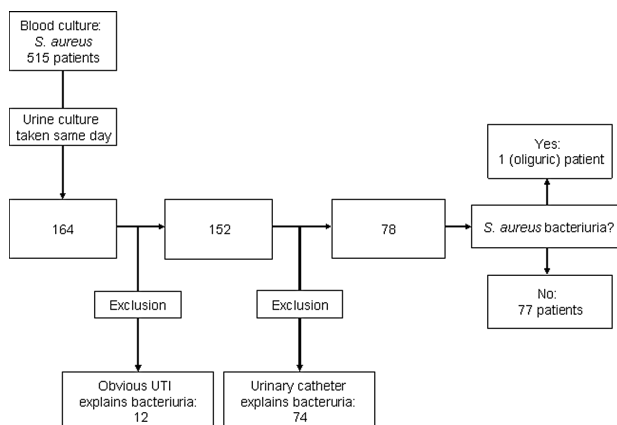 Blood culture:
S. aureus
515 patients
Urine culture
taken same day
164
152
78
S. aureus bacteriuria?
Yes:
1 (oliguric) patient
No:
77 patients
Exclusion
Exclusion
Obvious UTI
explains bacteriuria:
12
Urinary catheter
explains bacteruria:
74